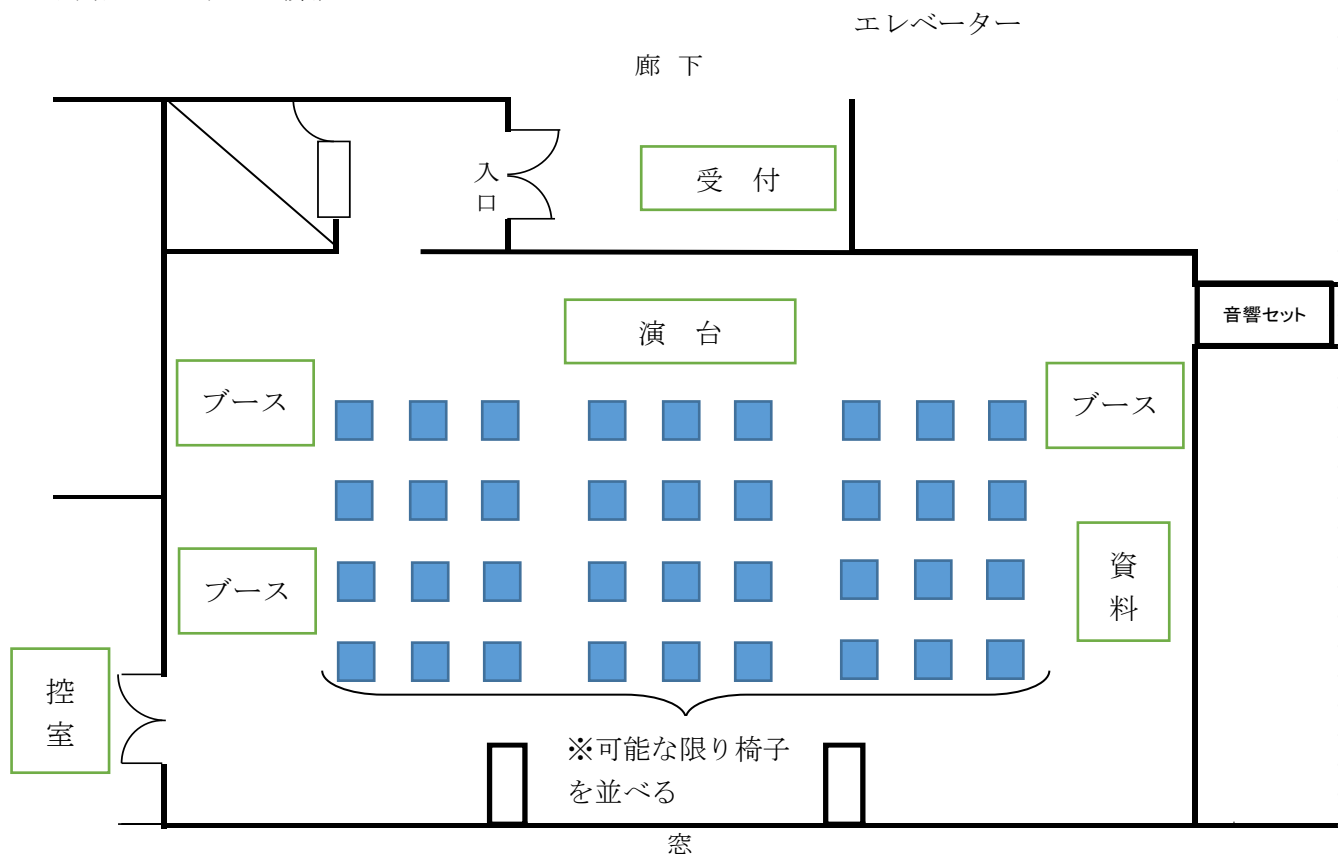 エレベーター
廊 下
入
口
受 付
音響セット
演 台
ブース
ブース
ブース
資
料
控
室
※可能な限り椅子
を並べる
窓